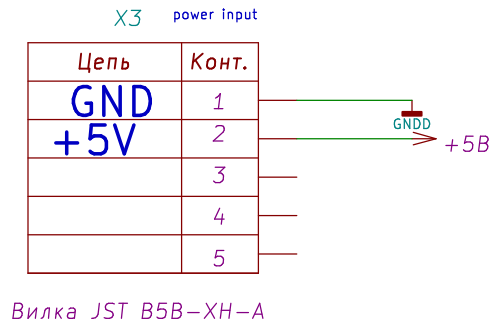 X3 power input
Цепь Конт.
GND 1
GNDD
+5V 2
+5В
3
4
5
Вилка JST B5B-XH-A